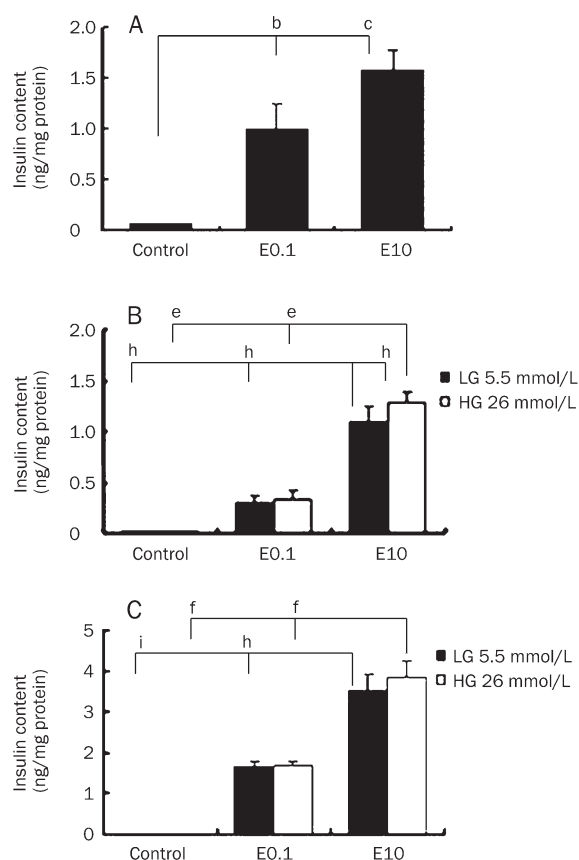 A
b c
2.0
1.5
1.0
0.5
0
Insulin content
(ng/mg protein)
Control E0.1 E10
B
e e
h h h
2.0
1.5
1.0
0.5
0
Insulin content
(ng/mg protein)
LG 5.5 mmol/L
HG 26 mmol/L
Control E0.1 E10
C
f f
i h
5
4
3
2
1
0
Insulin content
(ng/mg protein)
LG 5.5 mmol/L
HG 26 mmol/L
Control E0.1 E10